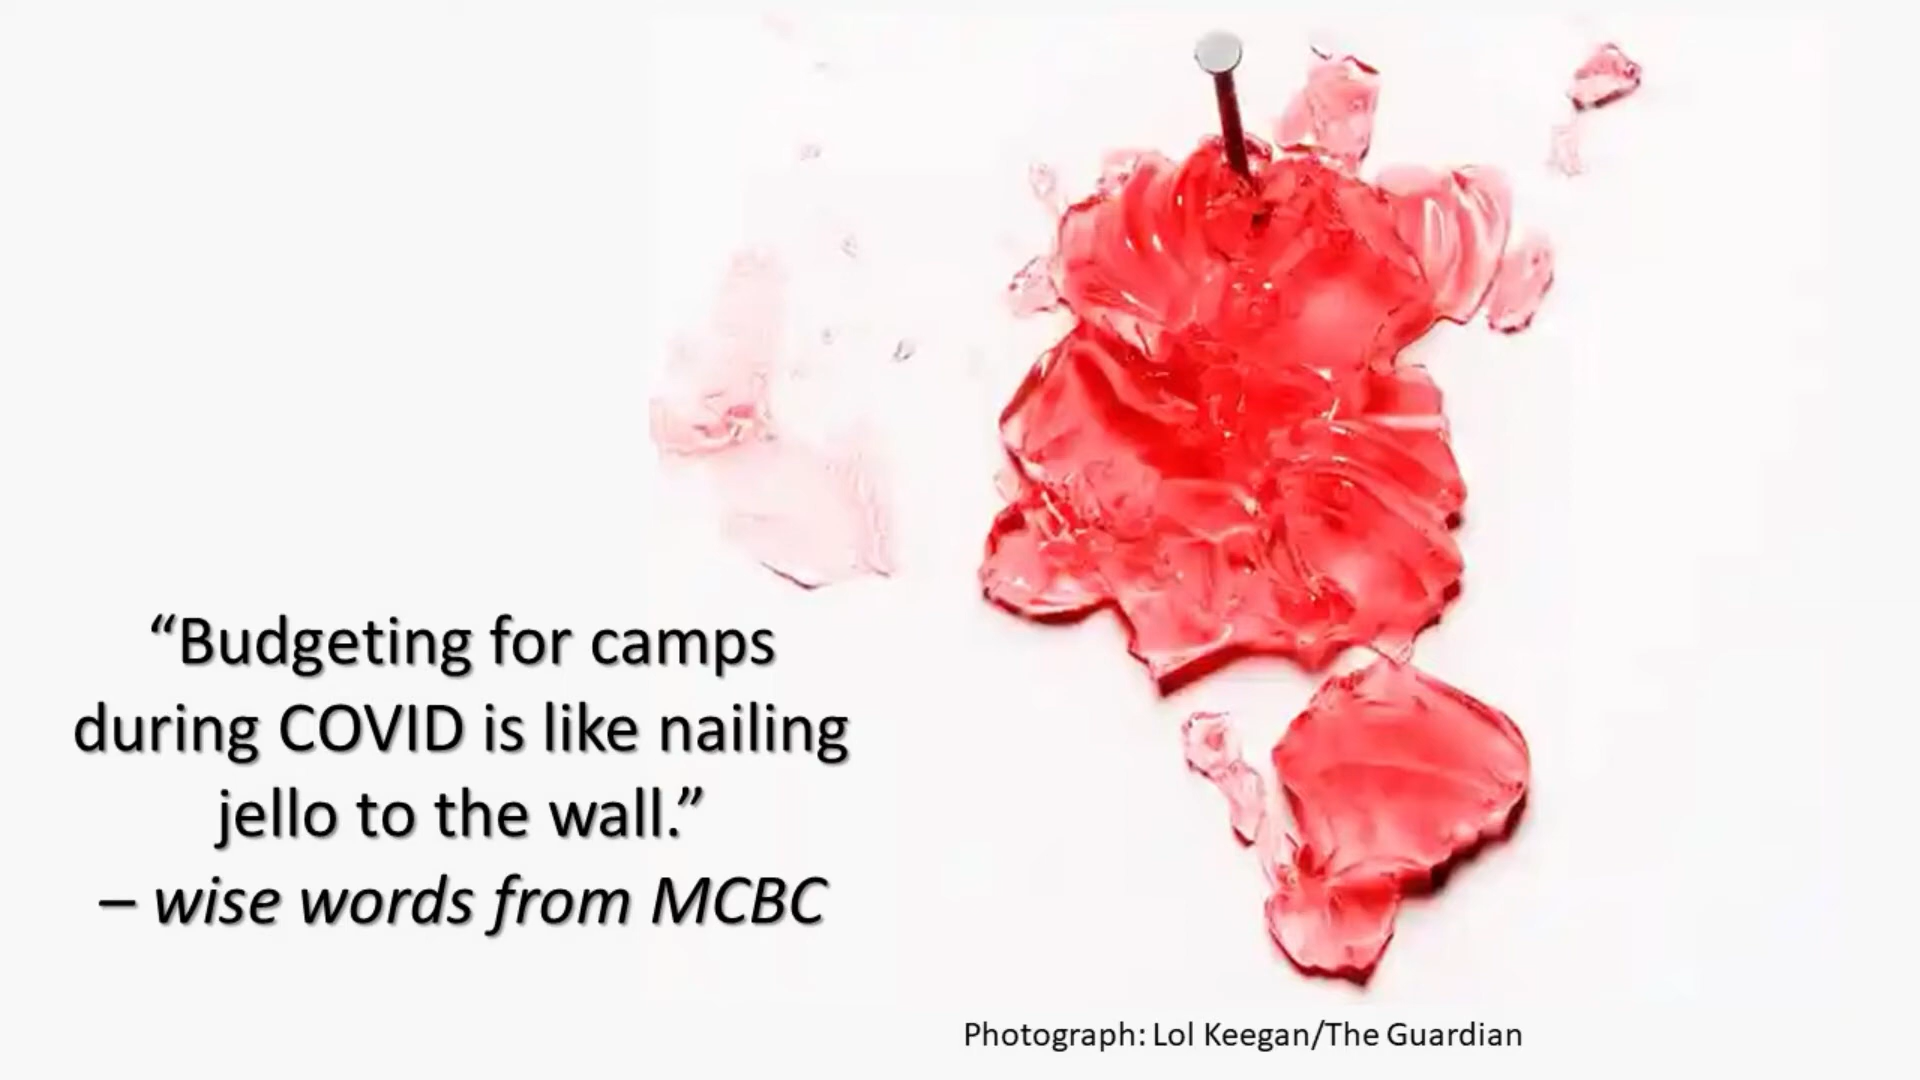 “Budgeting for camps
during COVID is like nailing
jello to the wall.”
– wise words from MCBC
Photograph: Lol Keegan/The Guardian